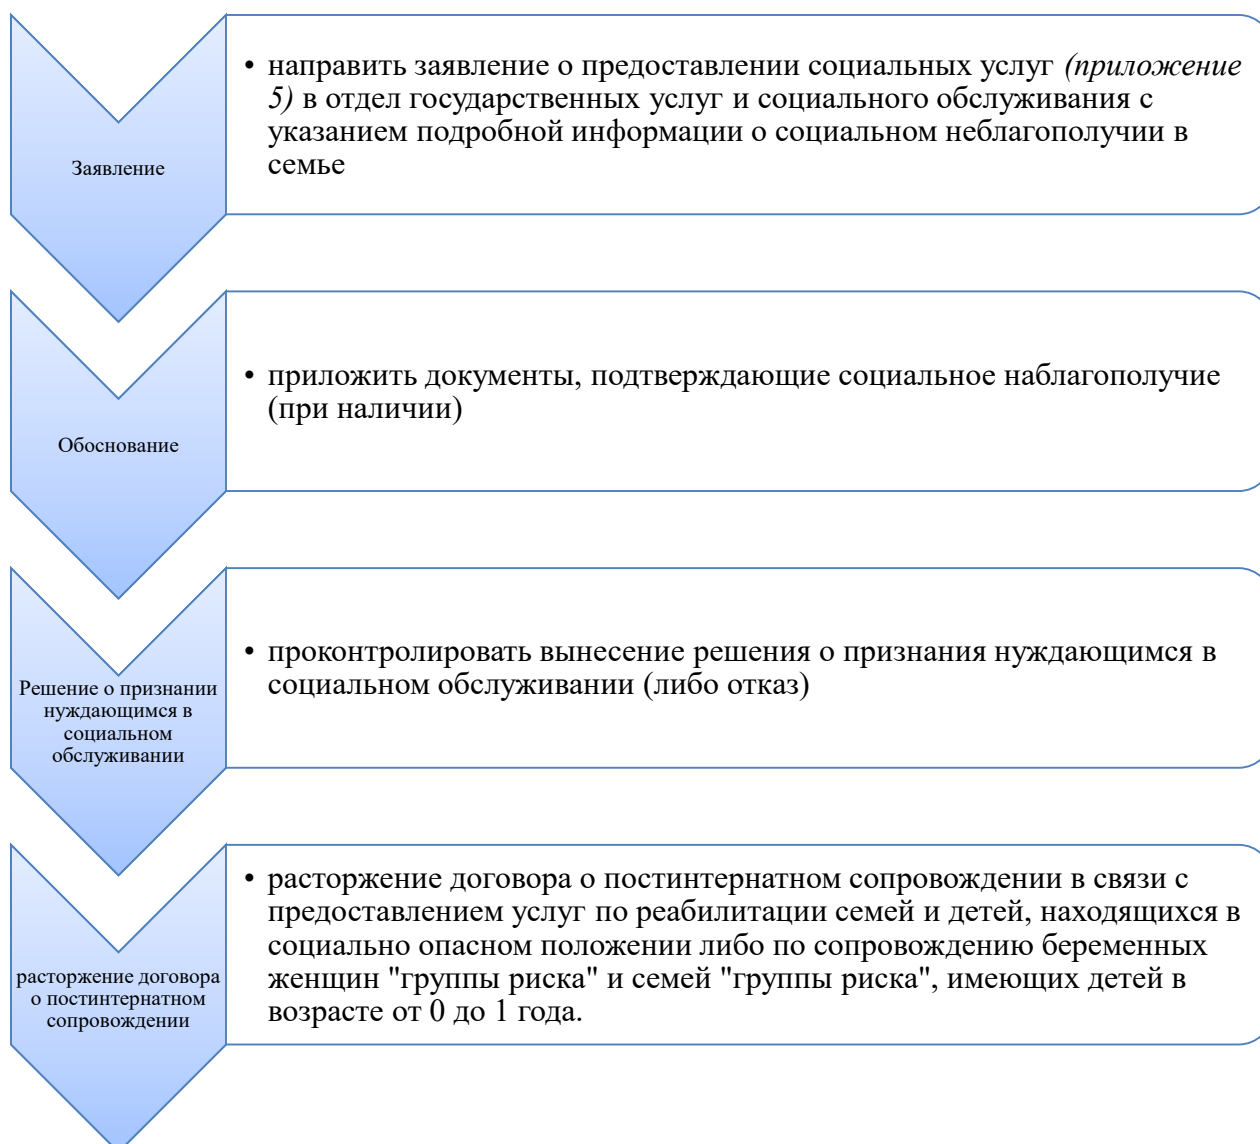 Заявление
• направить заявление о предоставлении социальных услуг (приложение
5) в отдел государственных услуг и социального обслуживания с
указанием подробной информации о социальном неблагополучии в
семье
Обоснование
• приложить документы, подтверждающие социальное наблагополучие
(при наличии)
Решение о признании
нуждающимся в
социальном
обслуживании
• проконтролировать вынесение решения о признания нуждающимся в
социальном обслуживании (либо отказ)
расторжение договора
о постинтернатном
сопровождении
• расторжение договора о постинтернатном сопровождении в связи с
предоставлением услуг по реабилитации семей и детей, находящихся в
социально опасном положении либо по сопровождению беременных
женщин "группы риска" и семей "группы риска", имеющих детей в
возрасте от 0 до 1 года.